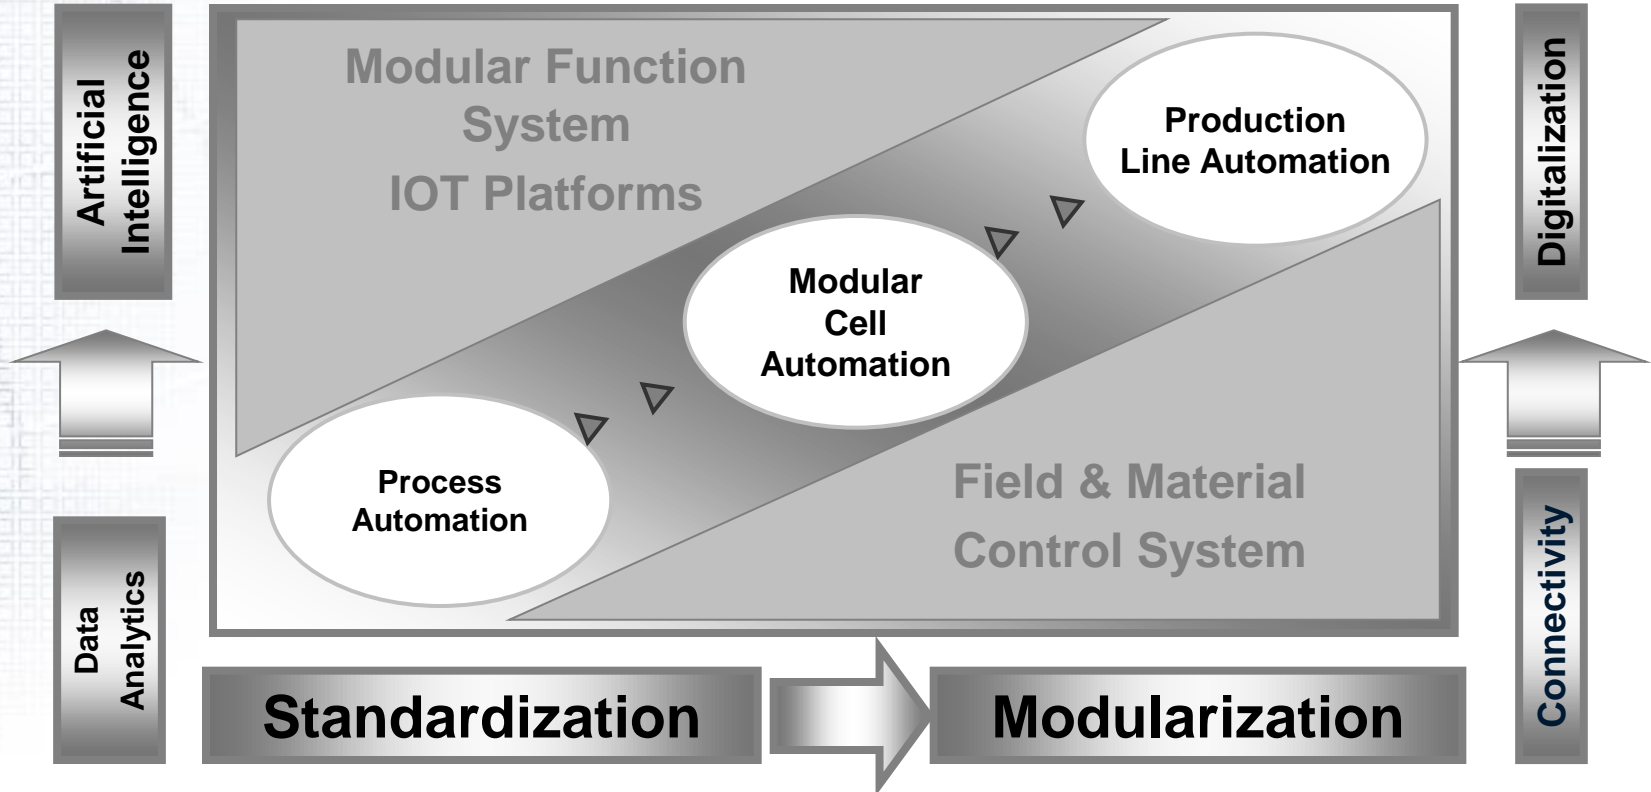 Artificial
Intelligence
Data
Analytics
Modular Function
System
IOT Platforms
Production
Line Automation
Modular
Cell
Automation
Process
Automation
Field & Material
Control System
Digitalization
Connectivity
Standardization
Modularization